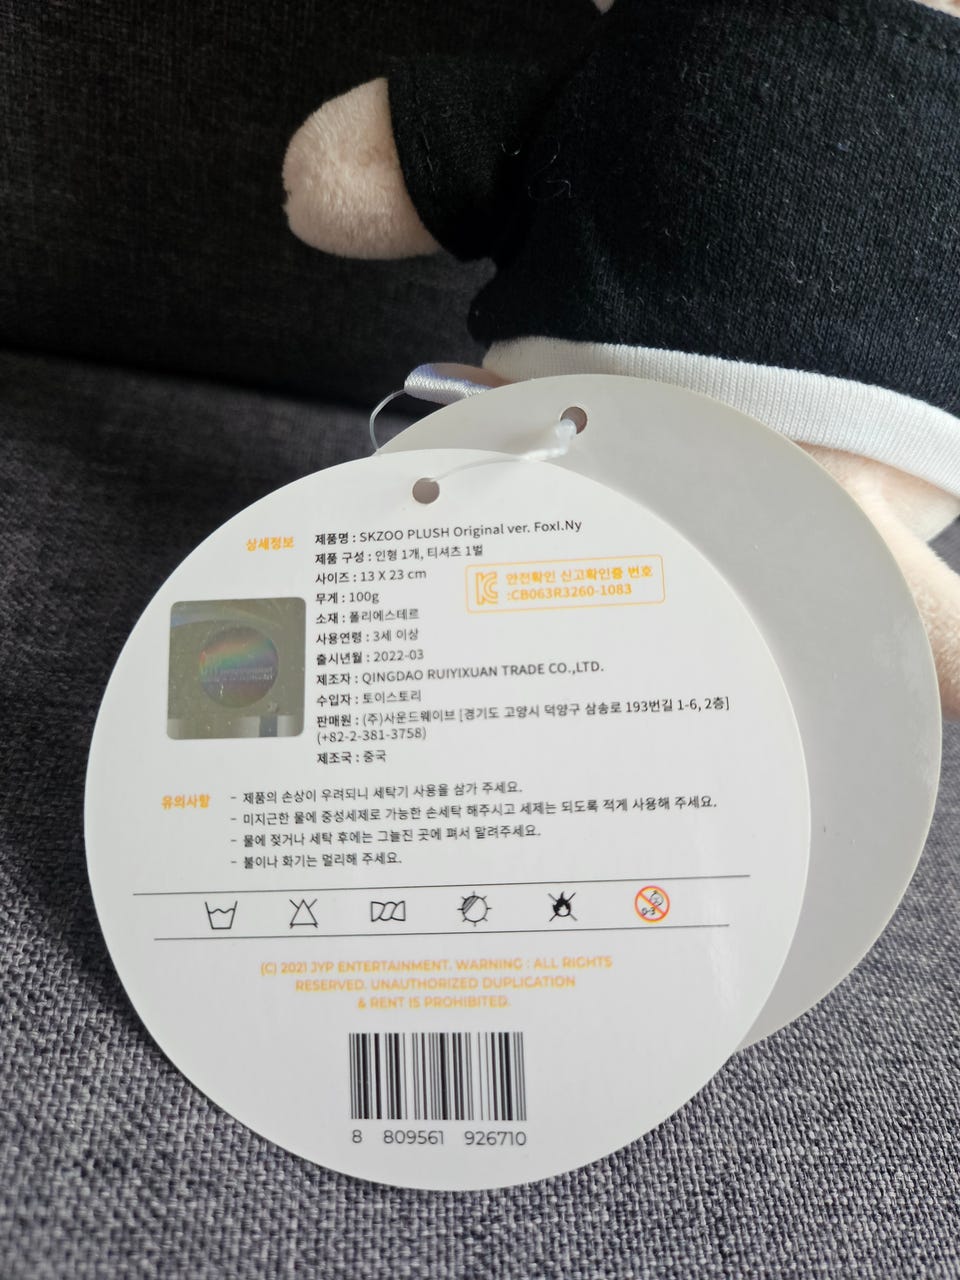 상세정보
제품명 : SKZOO PLUSH Original ver. FoxI.Ny
제품 구성 : 인형 1개, 티셔츠 1벌
사이즈 : 13 X 23 cm
무게 : 100g
소재 : 폴리에스테르
사용연령 : 3세 이상
출시년월 : 2022-03
제조자 : QINGDAO RUIYIXUAN TRADE CO.,LTD.
수입자 : 토이스토리
판매원 : (주)사운드웨이브 [경기도 고양시 덕양구 삼송로 193번길 1-6, 2층]
(+82-2-381-3758)
제조국 : 중국
안전확인 신고확인증 번호
:CB063R3260-1083
유의사항
- 제품의 손상이 우려되니 세탁기 사용을 삼가 주세요.
- 미지근한 물에 중성세제로 가능한 손세탁 해주시고 세제는 되도록 적게 사용해 주세요.
- 물에 젖거나 세탁 후에는 그늘진 곳에 펴서 말려주세요.
- 불이나 화기는 멀리해 주세요.
0-3
(C) 2021 JYP ENTERTAINMENT. WARNING : ALL RIGHTS
RESERVED. UNAUTHORIZED DUPLICATION
& RENT IS PROHIBITED.
8 809561 926710